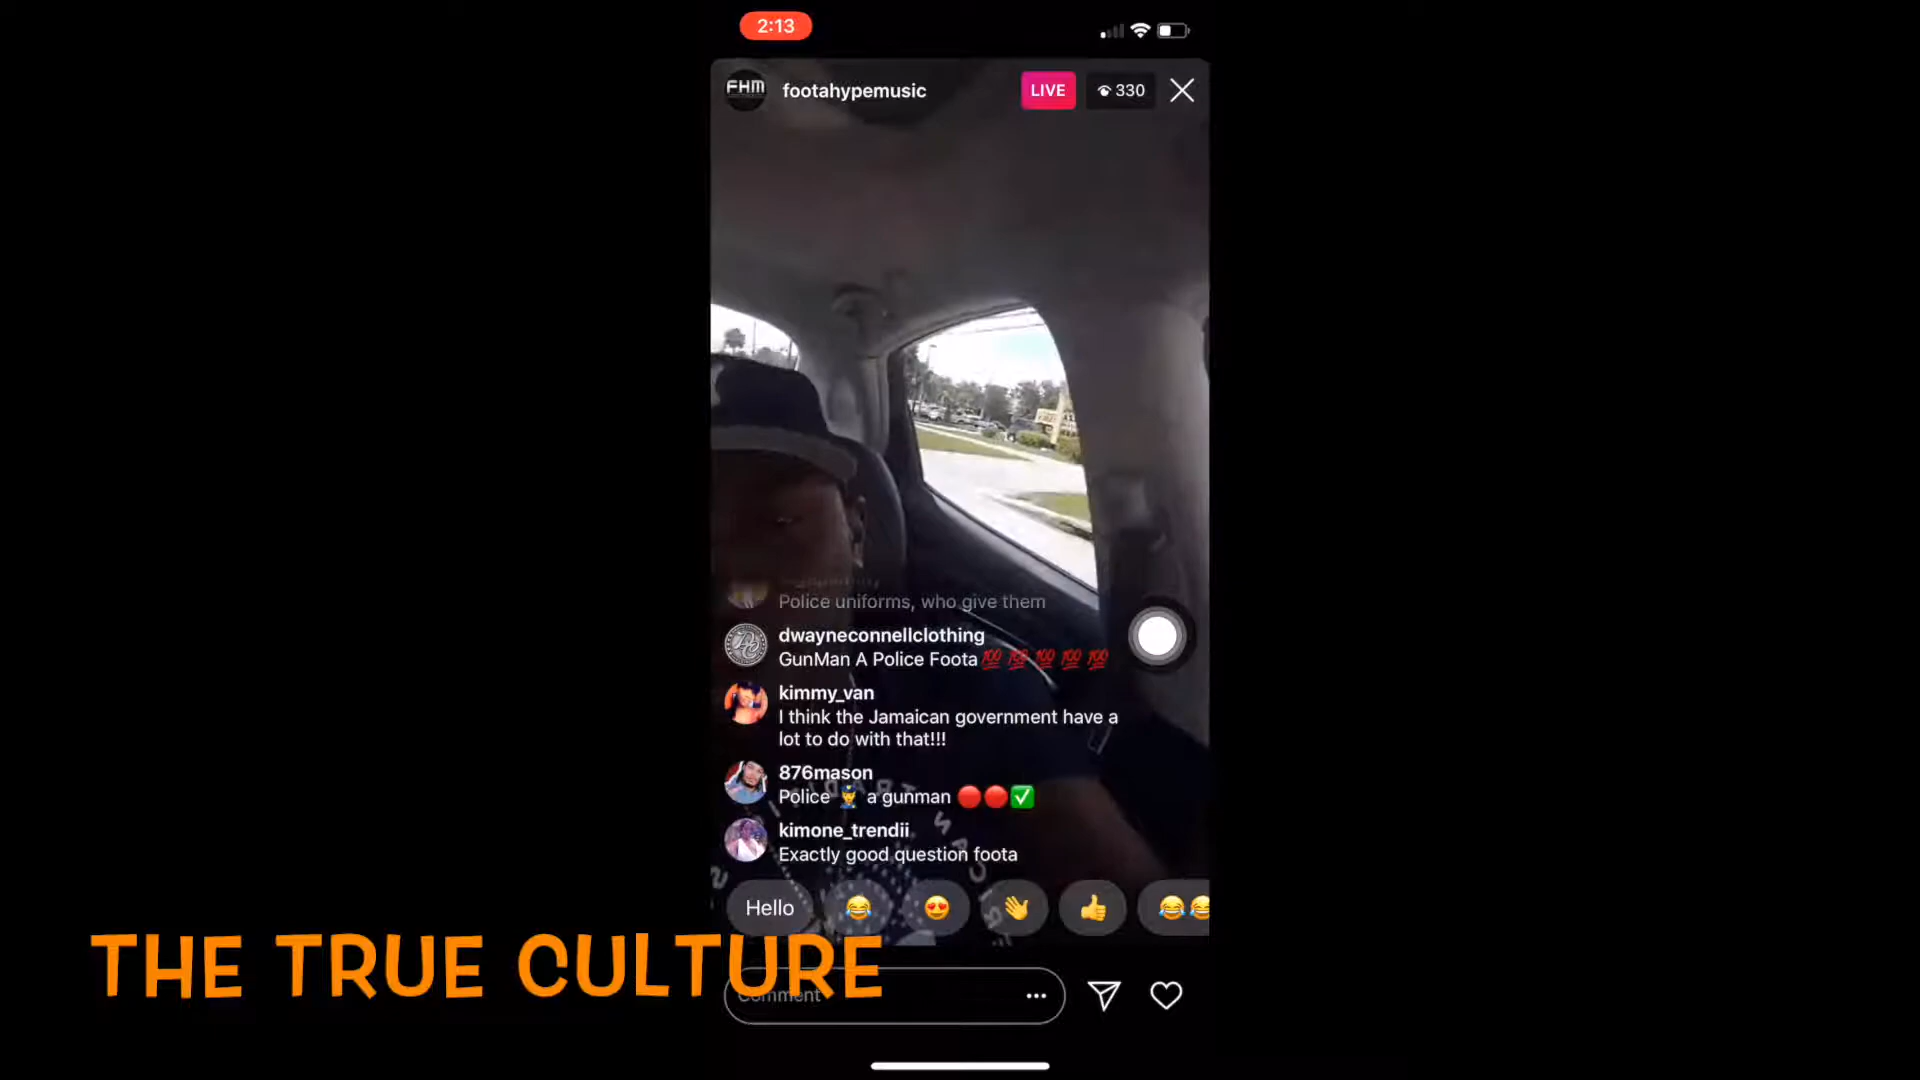 2:13
FHM footahypemusic LIVE 330
Police uniforms, who give them
dwayneconnellclothing
GunMan A Police Foota 💯 💯 💯 💯 💯
kimmy_van
I think the Jamaican government have a
lot to do with that!!!
876mason
Police 👮 a gunman 🔴🔴✅
kimone_trendii
Exactly good question foota
Hello 😂 😍 👋 👍 😂😂
THE TRUE CULTURE
Comment